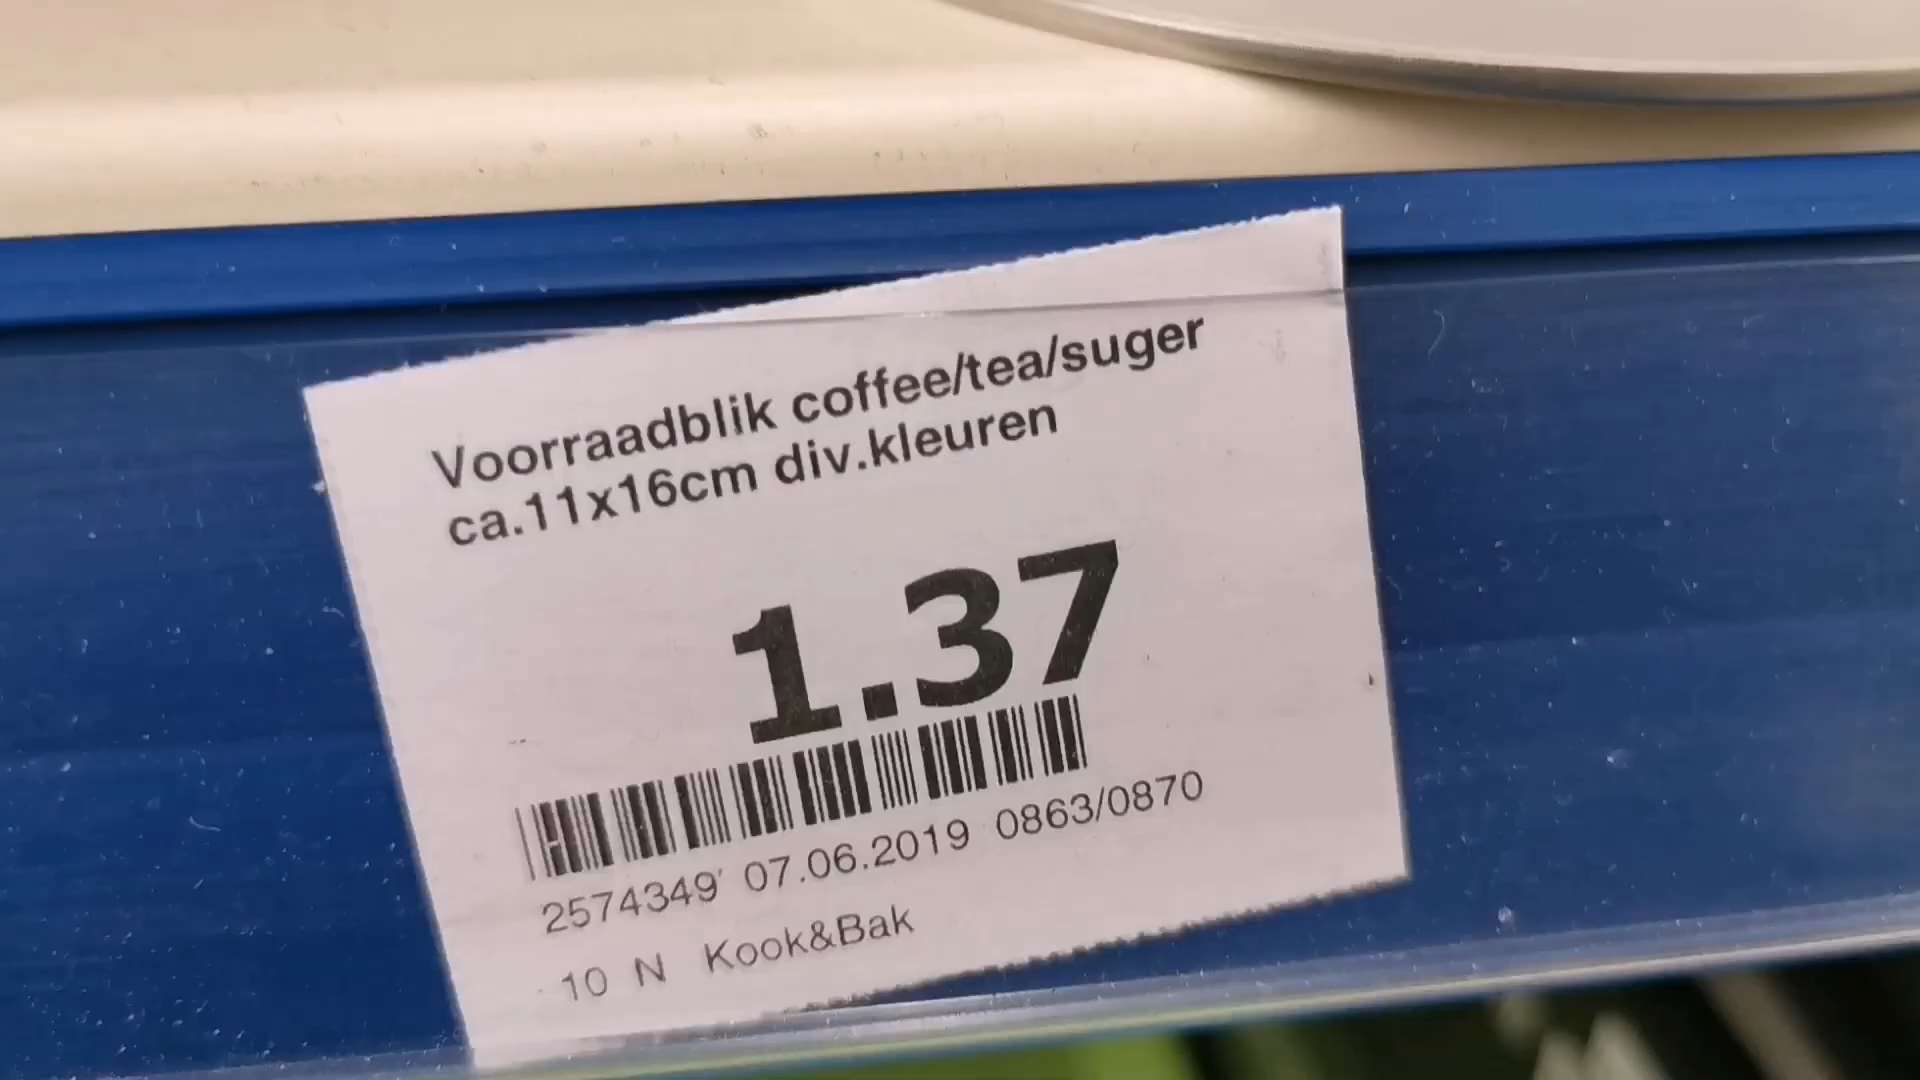 Voorraadblik coffee/tea/suger
ca.11x16cm div.kleuren
1.37
2574349' 07.06.2019 0863/0870
10 N Kook&Bak